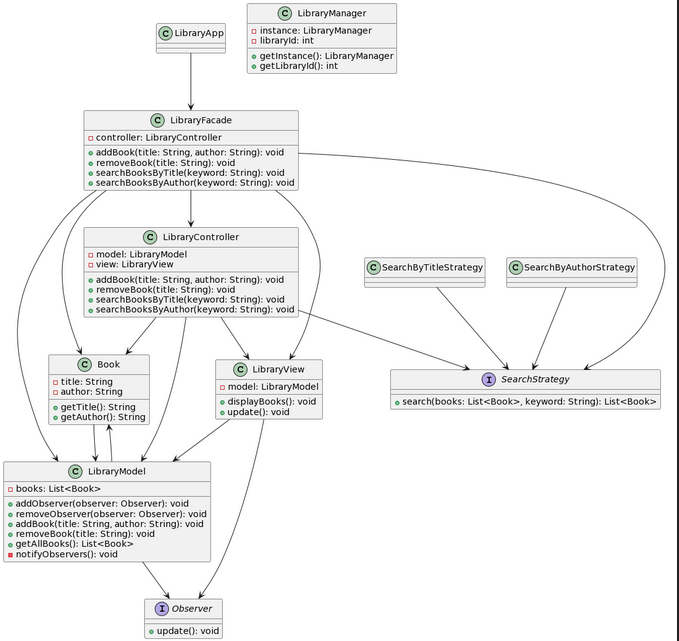 C LibraryApp
C LibraryManager
instance: LibraryManager
libraryId: int
getInstance(): LibraryManager
getLibraryId(): int
C LibraryFacade
controller: LibraryController
addBook(title: String, author: String): void
removeBook(title: String): void
searchBooksByTitle(keyword: String): void
searchBooksByAuthor(keyword: String): void
C LibraryController
model: LibraryModel
view: LibraryView
addBook(title: String, author: String): void
removeBook(title: String): void
searchBooksByTitle(keyword: String): void
searchBooksByAuthor(keyword: String): void
C SearchByTitleStrategy
C SearchByAuthorStrategy
C Book
title: String
author: String
getTitle(): String
getAuthor(): String
C LibraryView
model: LibraryModel
displayBooks(): void
update(): void
I SearchStrategy
search(books: List<Book>, keyword: String): List<Book>
C LibraryModel
books: List<Book>
addObserver(observer: Observer): void
removeObserver(observer: Observer): void
addBook(title: String, author: String): void
removeBook(title: String): void
getAllBooks(): List<Book>
notifyObservers(): void
I Observer
update(): void